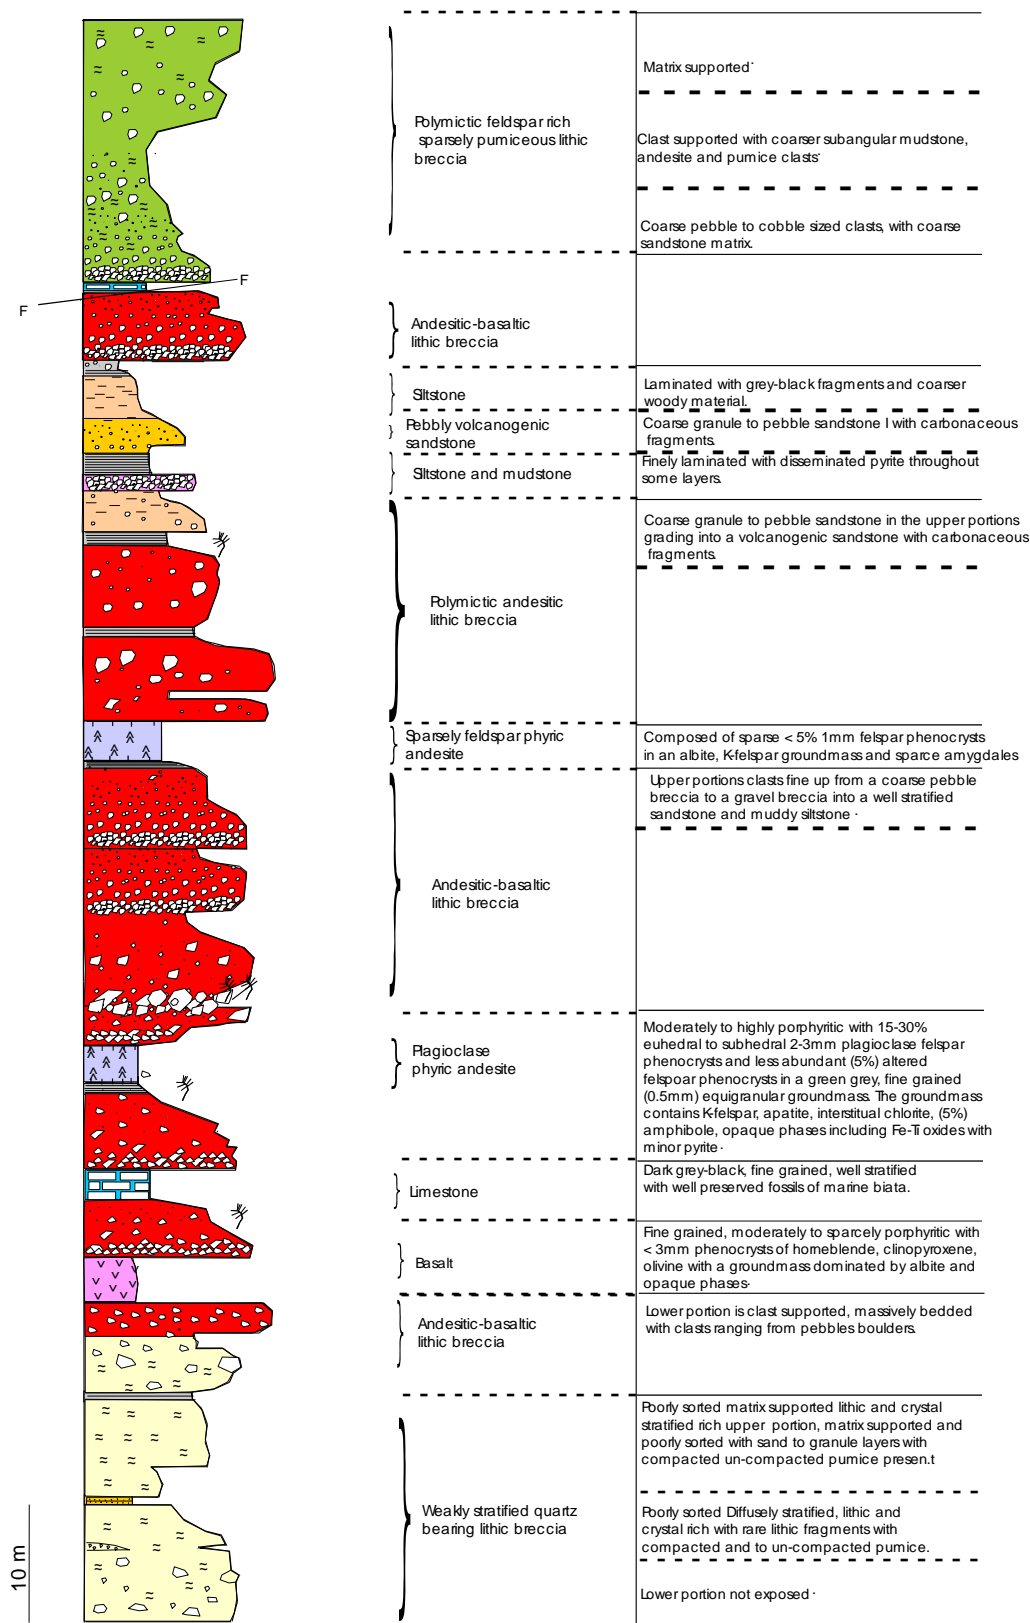 Matrix supported·
Polymictic feldspar rich
sparsely pumiceous lithic
breccia
Clast supported with coarser subangular mudstone,
andesite and pumice clasts·
Coarse pebble to cobble sized clasts, with coarse
sandstone matrix.
F
F
Andesitic-basaltic
lithic breccia
Siltstone
Laminated with grey-black fragments and coarser
woody material.
Pebbly volcanogenic
sandstone
Coarse granule to pebble sandstone I with carbonaceous
fragments.
Siltstone and mudstone
Finely laminated with disseminated pyrite throughout
some layers.
Coarse granule to pebble sandstone in the upper portions
grading into a volcanogenic sandstone with carbonaceous
fragments.
Polymictic andesitic
lithic breccia
Sparsely feldspar phyric
andesite
Composed of sparse < 5% 1mm felspar phenocrysts
in an albite, K-felspar groundmass and sparce amygdales
Upper portions clasts fine up from a coarse pebble
breccia to a gravel breccia into a well stratified
sandstone and muddy siltstone ·
Andesitic-basaltic
lithic breccia
Plagioclase
phyric andesite
Moderately to highly porphyritic with 15-30%
euhedral to subhedral 2-3mm plagioclase felspar
phenocrysts and less abundant (5%) altered
felspoar phenocrysts in a green grey, fine grained
(0.5mm) equigranular groundmass. The groundmass
contains K-felspar, apatite, interstitual chlorite, (5%)
amphibole, opaque phases including Fe-Ti oxides with
minor pyrite·
Limestone
Dark grey-black, fine grained, well stratified
with well preserved fossils of marine biata.
Basalt
Fine grained, moderately to sparcely porphyritic with
< 3mm phenocrysts of horneblende, clinopyroxene,
olivine with a groundmass dominated by albite and
opaque phases·
Andesitic-basaltic
lithic breccia
Lower portion is clast supported, massively bedded
with clasts ranging from pebbles boulders.
Poorly sorted matrix supported lithic and crystal
stratified rich upper portion, matrix supported and
poorly sorted with sand to granule layers with
compacted un-compacted pumice presen.t
Weakly stratified quartz
bearing lithic breccia
Poorly sorted Diffusely stratified, lithic and
crystal rich with rare lithic fragments with
compacted and to un-compacted pumice.
Lower portion not exposed ·
10 m